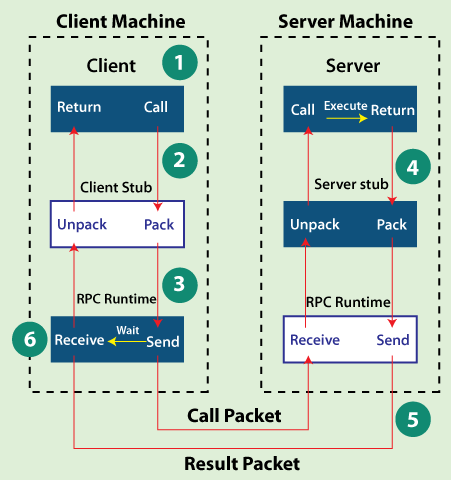 Client Machine
Server Machine
1
Client
Server
Return Call
Call Execute Return
2
4
Client Stub
Server stub
Unpack Pack
Unpack Pack
3
RPC Runtime
RPC Runtime
6
Receive Wait Send
Receive Send
Call Packet
5
Result Packet